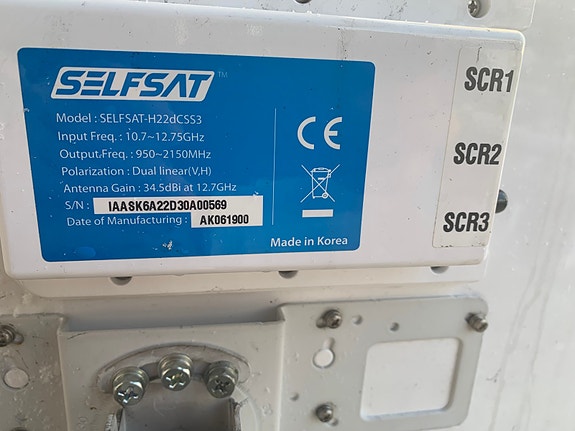 SELFSAT™
Model : SELFSAT-H22dCSS3
Input Freq. : 10.7~12.75GHz
Output.Freq. : 950~2150MHz
Polarization : Dual linear(V,H)
Antenna Gain : 34.5dBi at 12.7GHz
S/N : IAASK6A22D30A00569
Date of Manufacturing : AK061900
CE
Made in Korea
SCR1
SCR2
SCR3